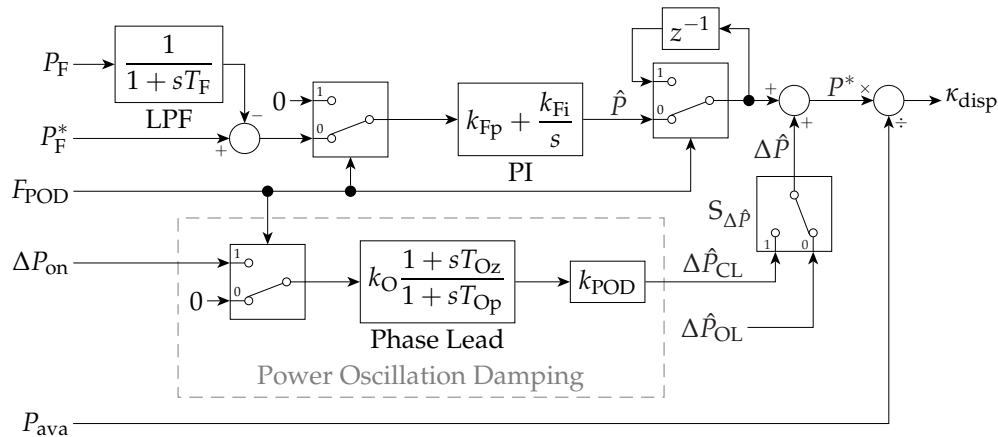 z⁻¹
P_F
1
1 + sT_F
LPF
P*_F
−
+
0
1
0
k_Fp + k_Fi / s
PI
P̂
1
0
+
+
P*
×
÷
κ_disp
F_POD
ΔP̂
S_ΔP̂
1
0
ΔP_on
0
1
0
k_O
1 + sT_Oz
1 + sT_Op
Phase Lead
k_POD
ΔP̂_CL
ΔP̂_OL
Power Oscillation Damping
P_ava